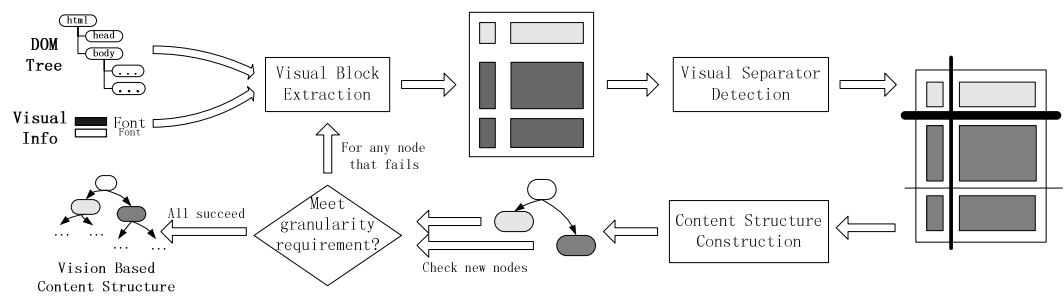 html
head
body
...
...
DOM
Tree
Visual
Info
Font
Font
Visual Block
Extraction
Visual Separator
Detection
For any node
that fails
Meet
granularity
requirement?
All succeed
Check new nodes
Content Structure
Construction
... ...
... ...
Vision Based
Content Structure